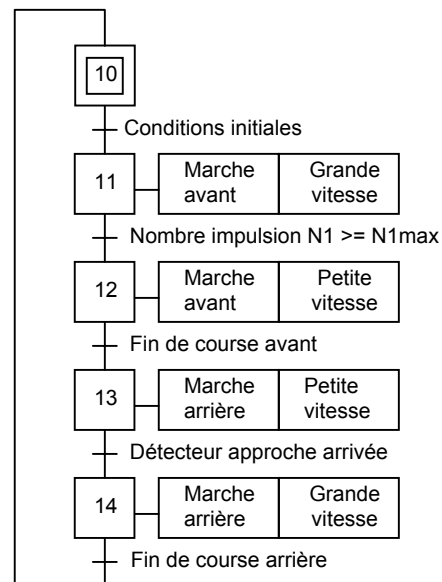 10
Conditions initiales
11
Marche avant
Grande vitesse
Nombre impulsion N1 >= N1max
12
Marche avant
Petite vitesse
Fin de course avant
13
Marche arrière
Petite vitesse
Détecteur approche arrivée
14
Marche arrière
Grande vitesse
Fin de course arrière